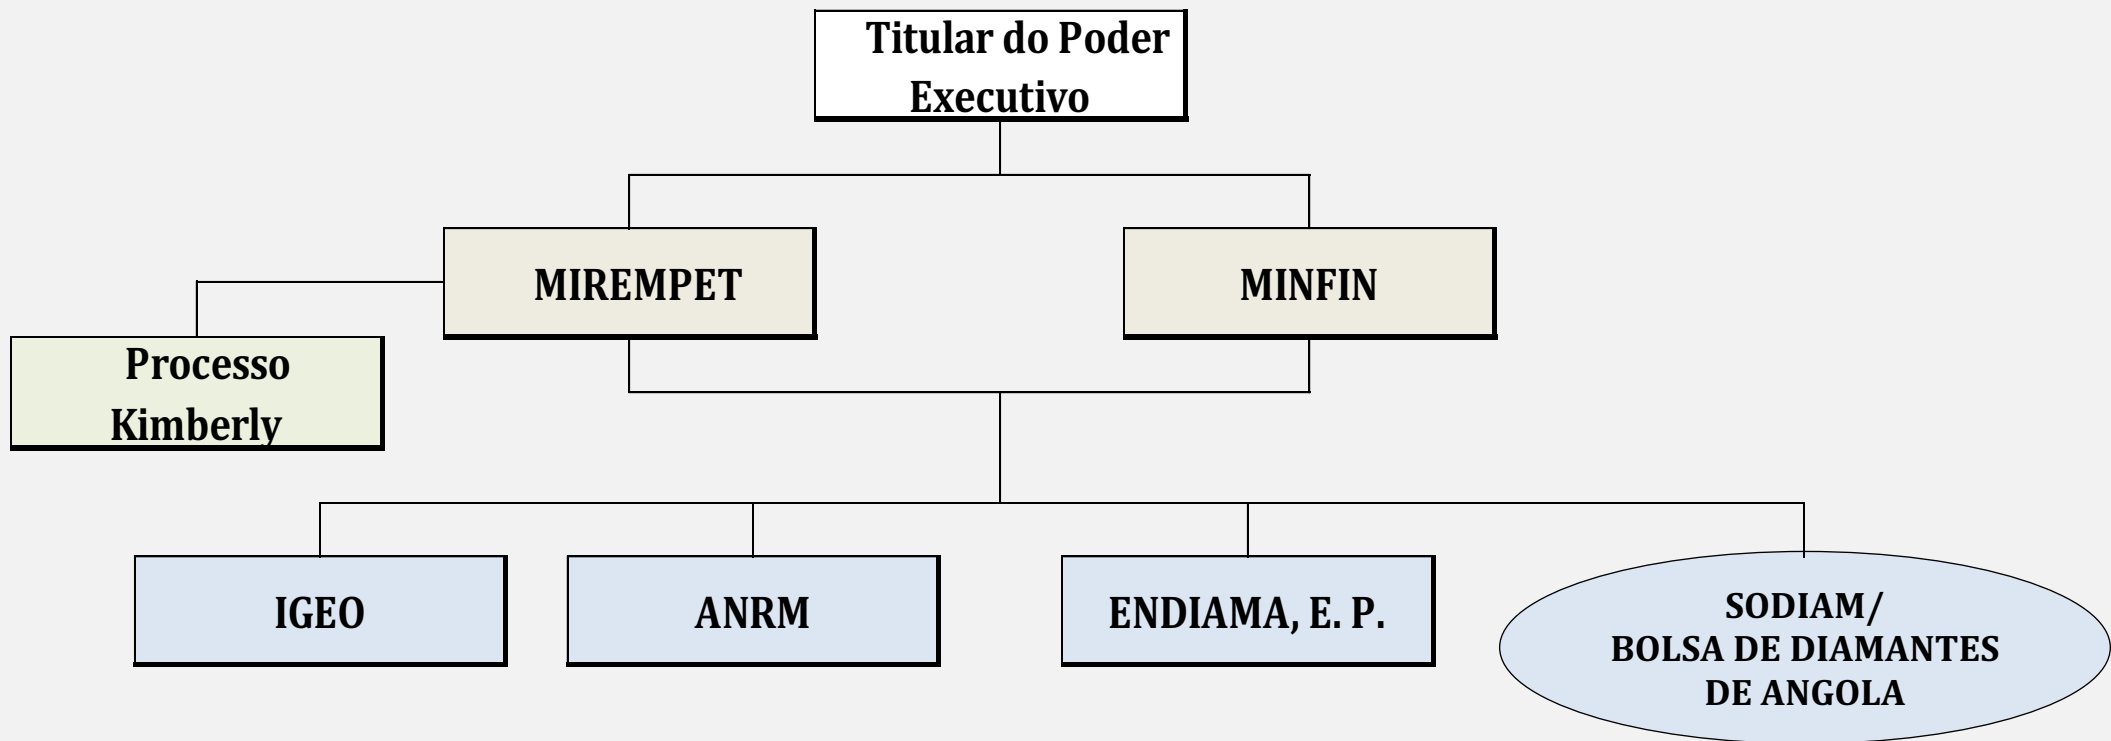 Titular do Poder
Executivo
MIREMPET
MINFIN
Processo
Kimberly
IGEO
ANRM
ENDIAMA, E. P.
SODIAM/
BOLSA DE DIAMANTES
DE ANGOLA